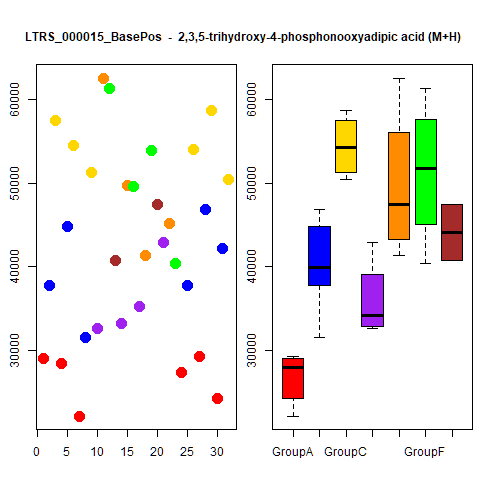 LTRS_000015_BasePos  -  2,3,5-trihydroxy-4-phosphonooxyadipic acid (M+H)
60000
50000
40000
30000
0 5 10 15 20 25 30
60000
50000
40000
30000
GroupA GroupC GroupF